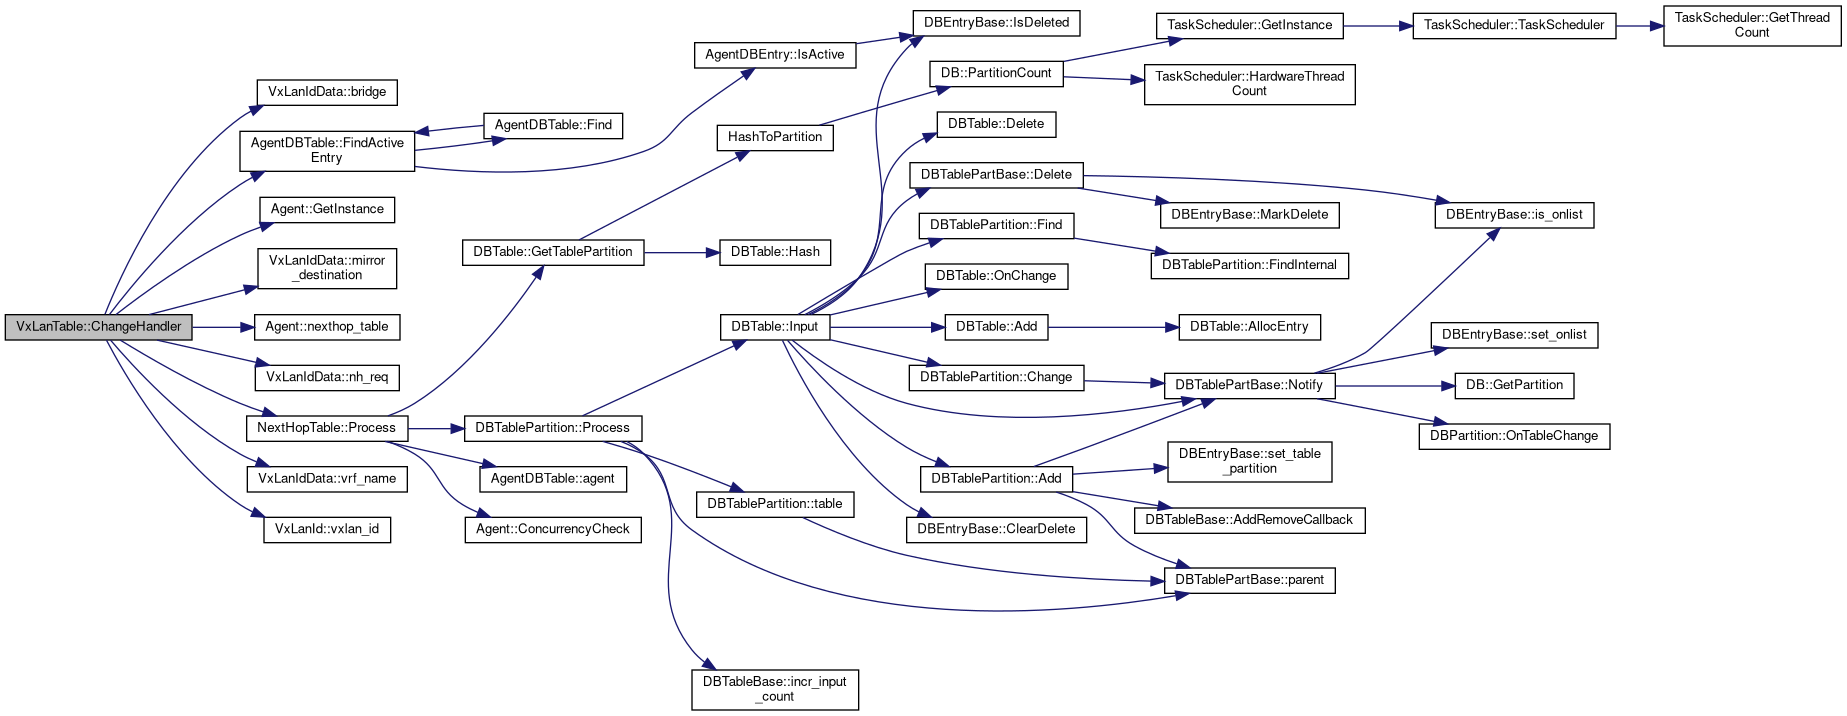 VxLanTable::ChangeHandler
VxLanIdData::bridge
AgentDBTable::FindActive
Entry
Agent::GetInstance
VxLanIdData::mirror
_destination
Agent::nexthop_table
VxLanIdData::nh_req
NextHopTable::Process
VxLanIdData::vrf_name
VxLanId::vxlan_id
AgentDBTable::Find
DBTable::GetTablePartition
DBTablePartition::Process
AgentDBTable::agent
Agent::ConcurrencyCheck
AgentDBEntry::IsActive
HashToPartition
DBTable::Hash
DBTable::Input
DBTablePartition::table
DBTableBase::incr_input
_count
DBEntryBase::IsDeleted
DB::PartitionCount
DBTable::Delete
DBTablePartBase::Delete
DBTablePartition::Find
DBTable::OnChange
DBTable::Add
DBTablePartition::Change
DBTablePartition::Add
DBEntryBase::ClearDelete
TaskScheduler::GetInstance
TaskScheduler::HardwareThread
Count
DBEntryBase::MarkDelete
DBTablePartition::FindInternal
DBTable::AllocEntry
DBTablePartBase::Notify
DBEntryBase::set_table
_partition
DBTableBase::AddRemoveCallback
DBTablePartBase::parent
TaskScheduler::TaskScheduler
DBEntryBase::is_onlist
DBEntryBase::set_onlist
DB::GetPartition
DBPartition::OnTableChange
TaskScheduler::GetThread
Count